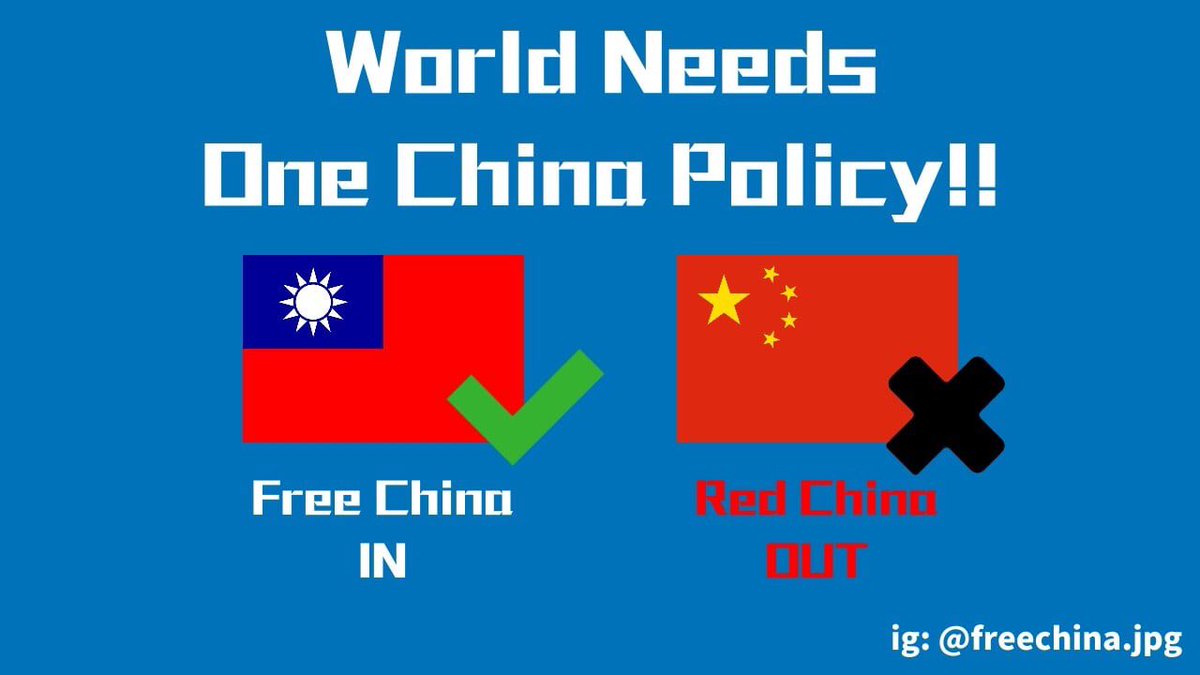 World Needs
One China Policy!!
Free China
IN
Red China
OUT
ig: @freechina.jpg